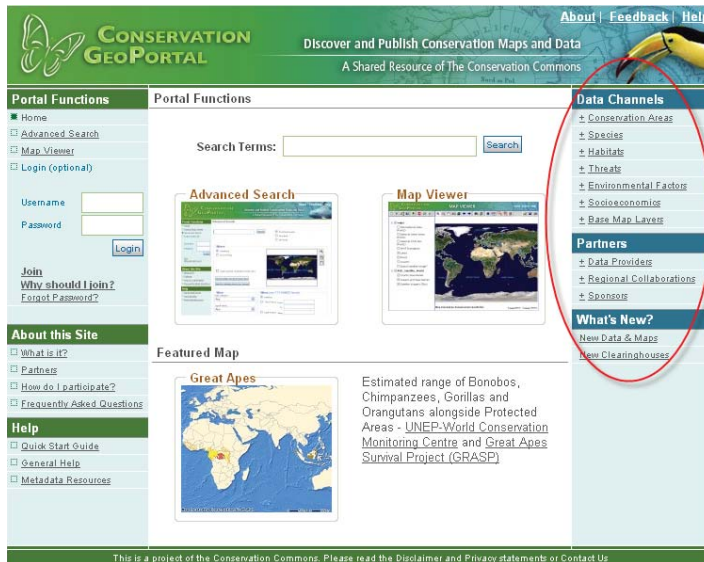 About | Feedback | Help
CONSERVATION
GEOPORTAL
Discover and Publish Conservation Maps and Data
A Shared Resource of The Conservation Commons
Portal Functions
Home
Advanced Search
Map Viewer
Login (optional)
Username
Password
Login
Join
Why should I join?
Forgot Password?
About this Site
What is it?
Partners
How do I participate?
Frequently Asked Questions
Help
Quick Start Guide
General Help
Metadata Resources
Portal Functions
Search Terms:
Search
Advanced Search
Map Viewer
MAP VIEWER
Featured Map
Great Apes
Estimated range of Bonobos,
Chimpanzees, Gorillas and
Orangutans alongside Protected
Areas - UNEP-World Conservation
Monitoring Centre and Great Apes
Survival Project (GRASP)
Data Channels
+ Conservation Areas
+ Species
+ Habitats
+ Threats
+ Environmental Factors
+ Socioeconomics
+ Base Map Layers
Partners
+ Data Providers
+ Regional Collaborations
+ Sponsors
What's New?
New Data & Maps
New Clearinghouses
This is a project of the Conservation Commons. Please read the Disclaimer and Privacy statements or Contact Us